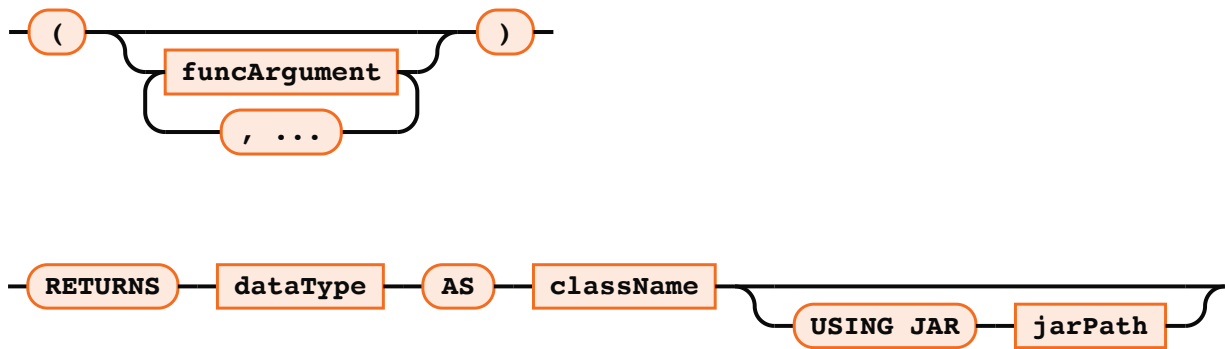 ( )
funcArgument
, ...
RETURNS dataType AS className
USING JAR jarPath